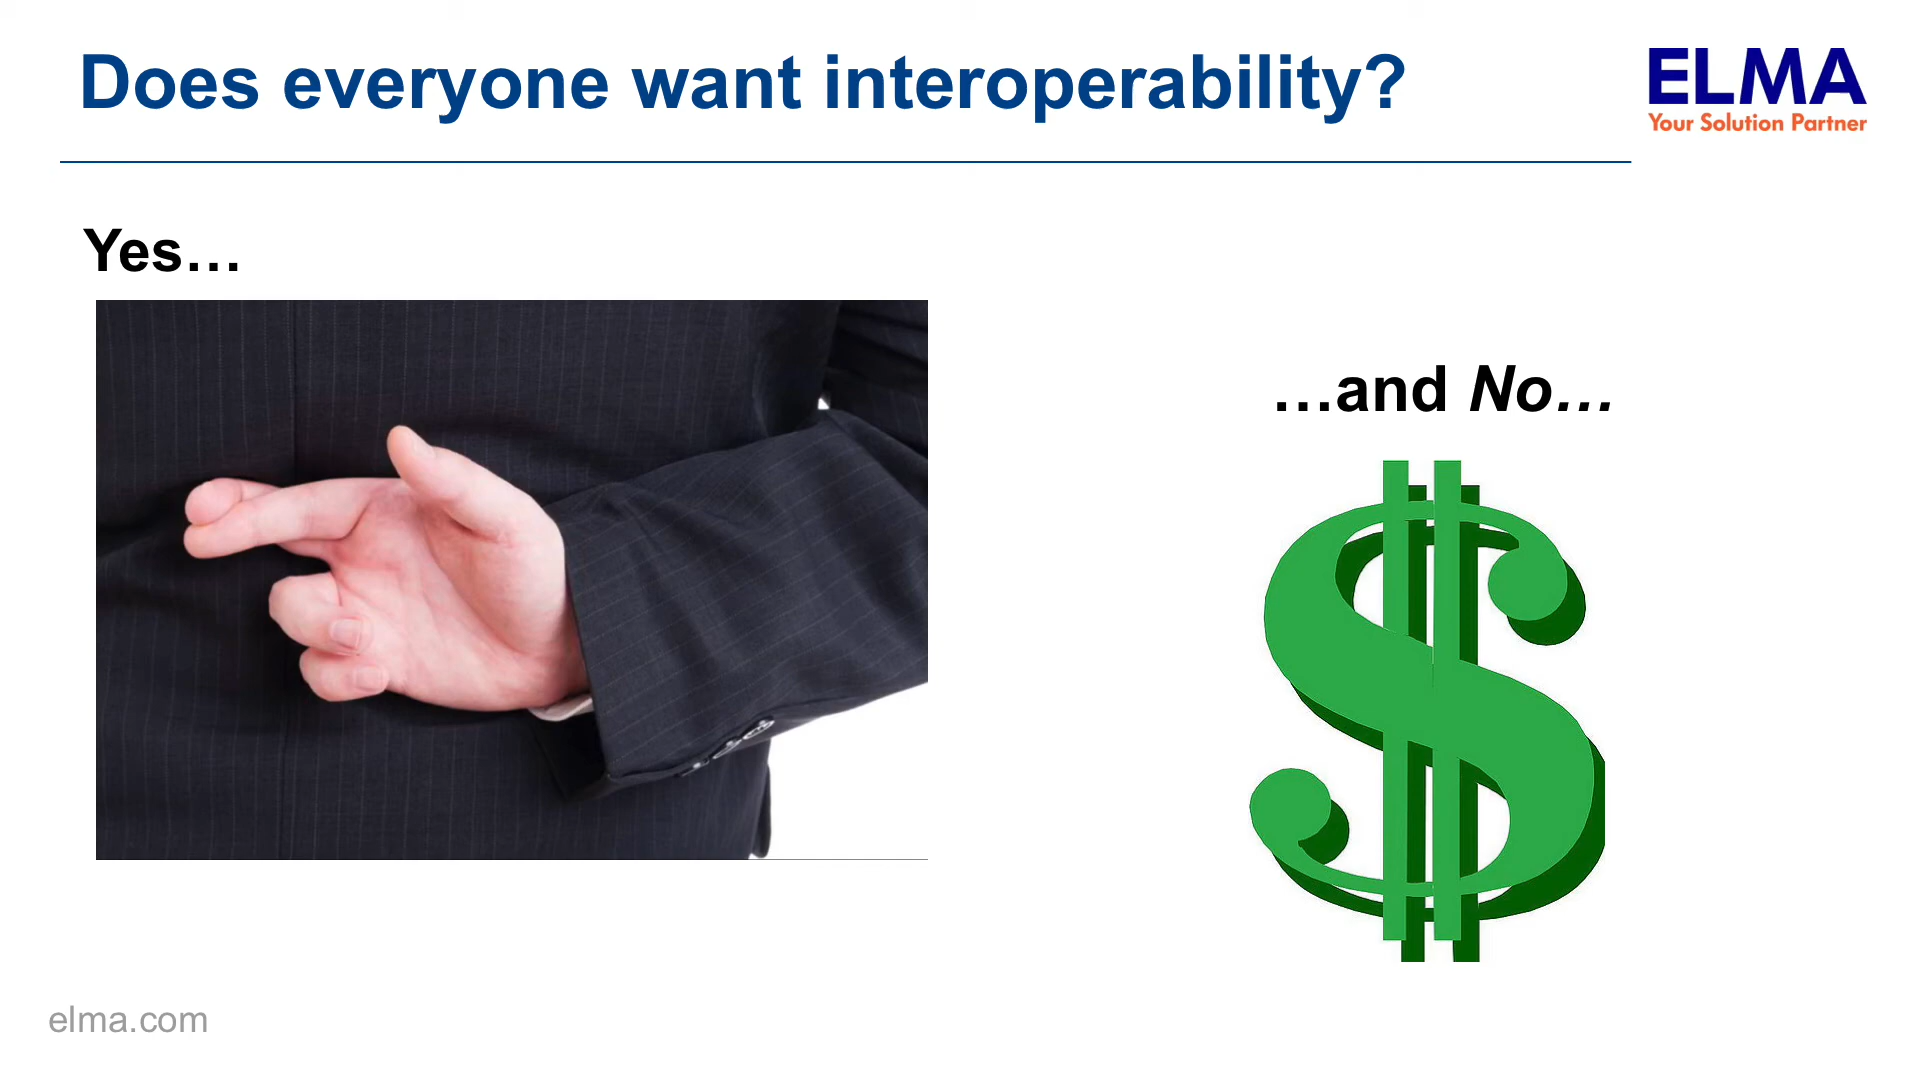 Does everyone want interoperability?
ELMA
Your Solution Partner
Yes…
…and No…
elma.com